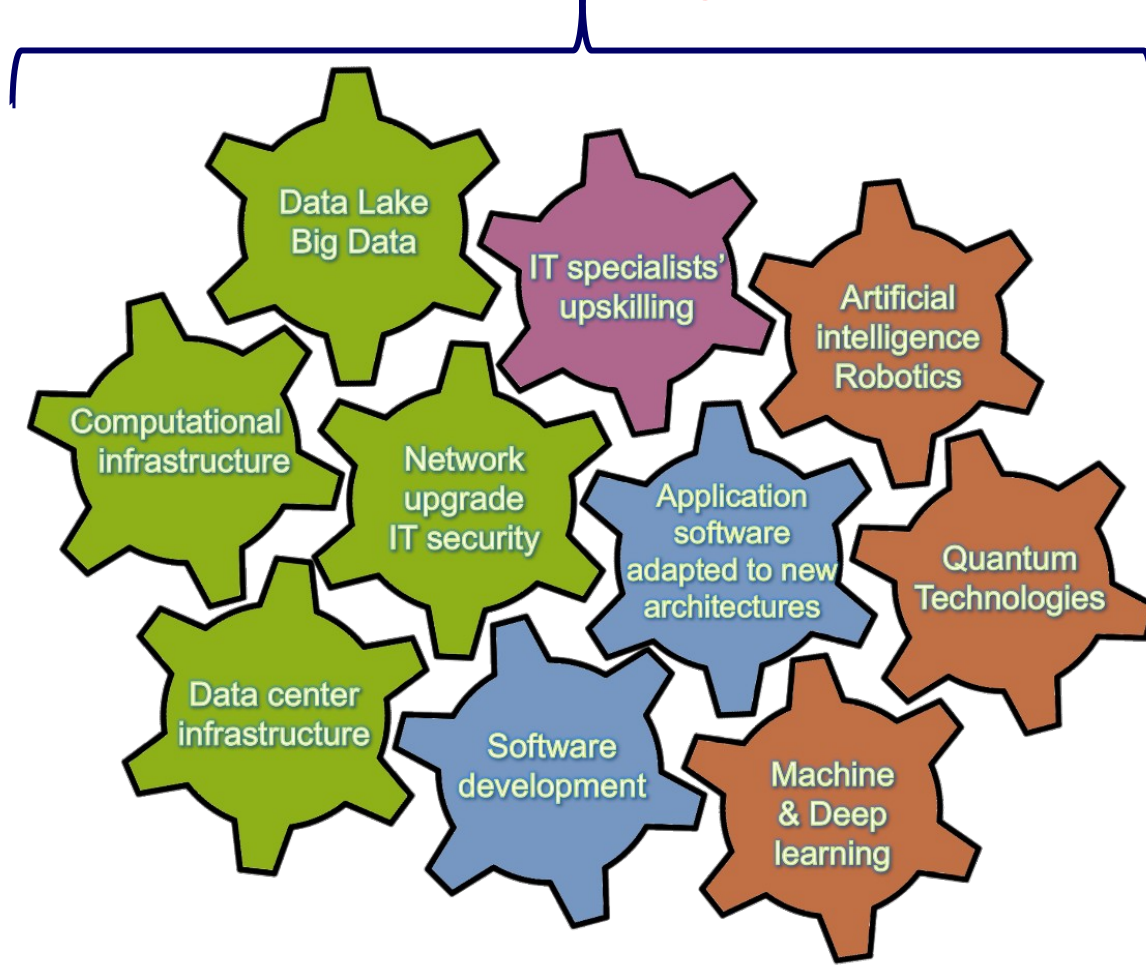 Data Lake
Big Data
IT specialists’
upskilling
Artificial
intelligence
Robotics
Computational
infrastructure
Network
upgrade
IT security
Application
software
adapted to new
architectures
Quantum
Technologies
Data center
infrastructure
Software
development
Machine
& Deep
learning